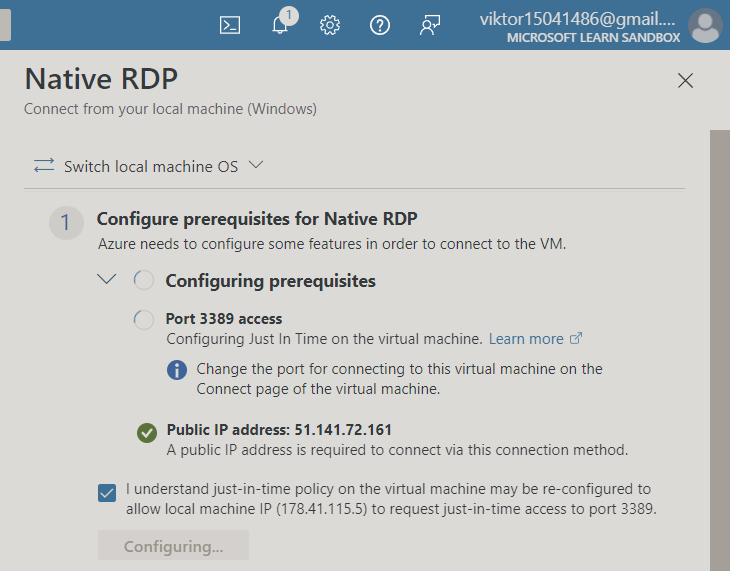 1
viktor15041486@gmail....
MICROSOFT LEARN SANDBOX
Native RDP
Connect from your local machine (Windows)
Switch local machine OS
1 Configure prerequisites for Native RDP
Azure needs to configure some features in order to connect to the VM.
Configuring prerequisites
Port 3389 access
Configuring Just In Time on the virtual machine. Learn more
Change the port for connecting to this virtual machine on the
Connect page of the virtual machine.
Public IP address: 51.141.72.161
A public IP address is required to connect via this connection method.
I understand just-in-time policy on the virtual machine may be re-configured to
allow local machine IP (178.41.115.5) to request just-in-time access to port 3389.
Configuring...